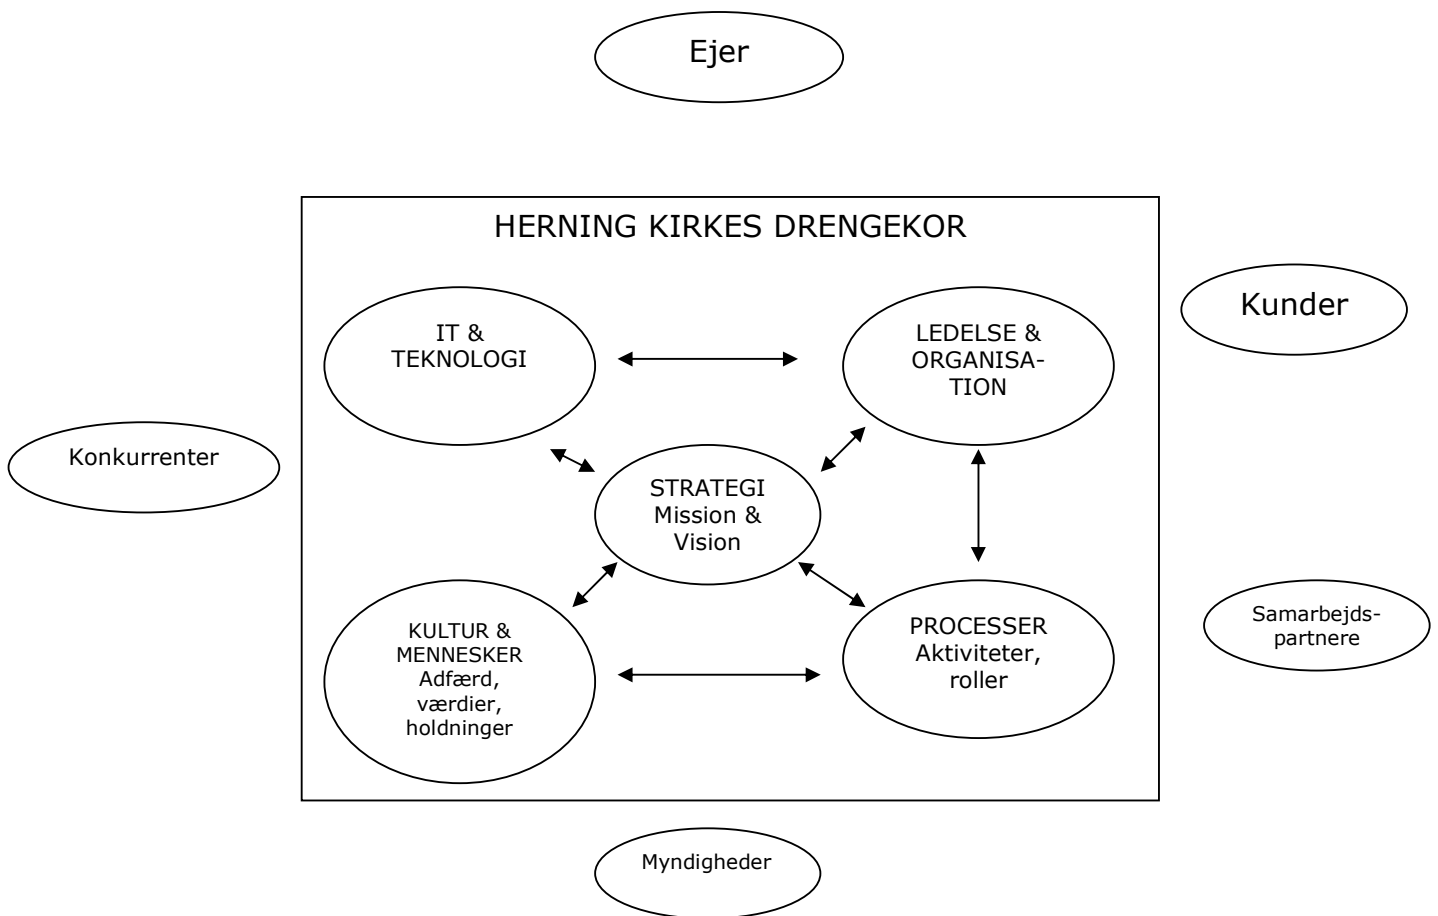 Ejer
HERNING KIRKES DRENGEKOR
IT &
TEKNOLOGI
LEDELSE &
ORGANISA-
TION
Kunder
Konkurrenter
STRATEGI
Mission &
Vision
KULTUR &
MENNESKER
Adfærd,
værdier,
holdninger
PROCESSER
Aktiviteter,
roller
Samarbejds-
partnere
Myndigheder